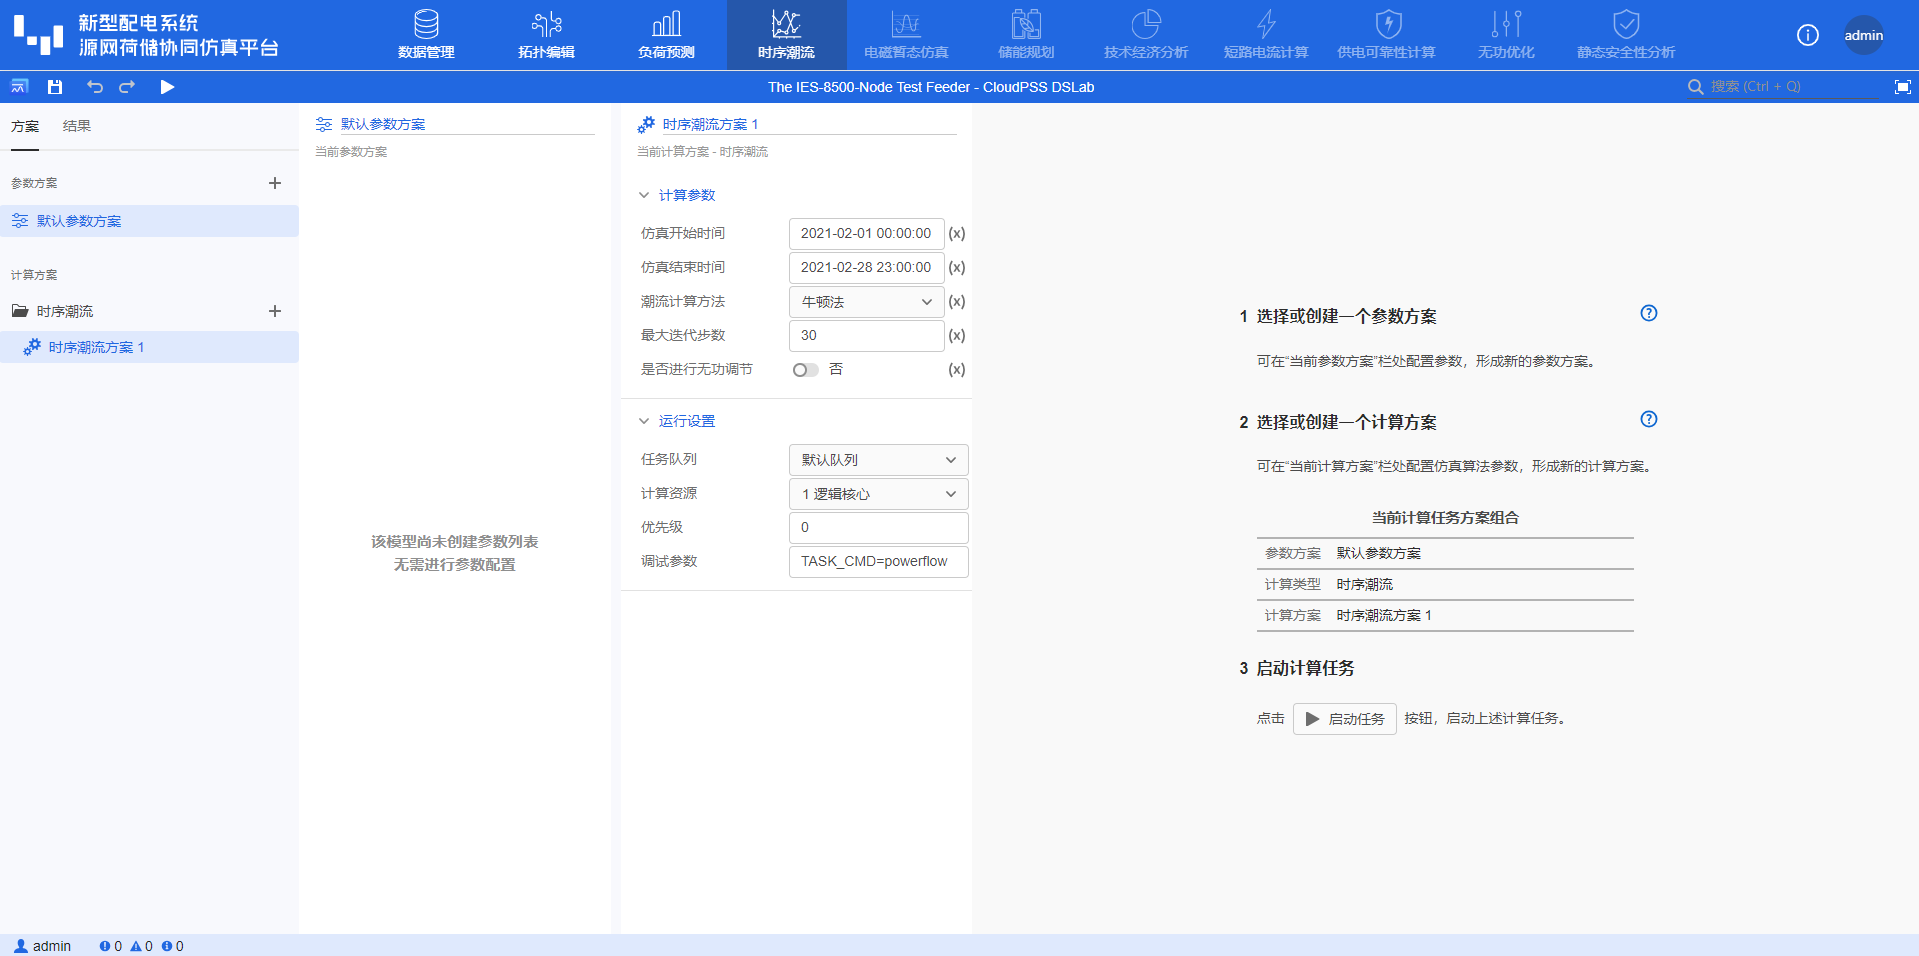 新型配电系统
源网荷储协同仿真平台
数据管理
拓扑编辑
负荷预测
时序潮流
电磁暂态仿真
储能规划
技术经济分析
短路电流计算
供电可靠性计算
无功优化
静态安全性分析
admin
The IES-8500-Node Test Feeder - CloudPSS DSLab
搜索 (Ctrl + Q)
方案 结果
参数方案
默认参数方案
计算方案
时序潮流
时序潮流方案 1
默认参数方案
当前参数方案
该模型尚未创建参数列表
无需进行参数配置
时序潮流方案 1
当前计算方案 - 时序潮流
计算参数
仿真开始时间 2021-02-01 00:00:00 (x)
仿真结束时间 2021-02-28 23:00:00 (x)
潮流计算方法 牛顿法 (x)
最大迭代步数 30 (x)
是否进行无功调节 否 (x)
运行设置
任务队列 默认队列
计算资源 1 逻辑核心
优先级 0
调试参数 TASK_CMD=powerflow
1 选择或创建一个参数方案
可在“当前参数方案”栏处配置参数，形成新的参数方案。
2 选择或创建一个计算方案
可在“当前计算方案”栏处配置仿真算法参数，形成新的计算方案。
当前计算任务方案组合
参数方案 默认参数方案
计算类型 时序潮流
计算方案 时序潮流方案 1
3 启动计算任务
点击 启动任务 按钮，启动上述计算任务。
admin 0 0 0